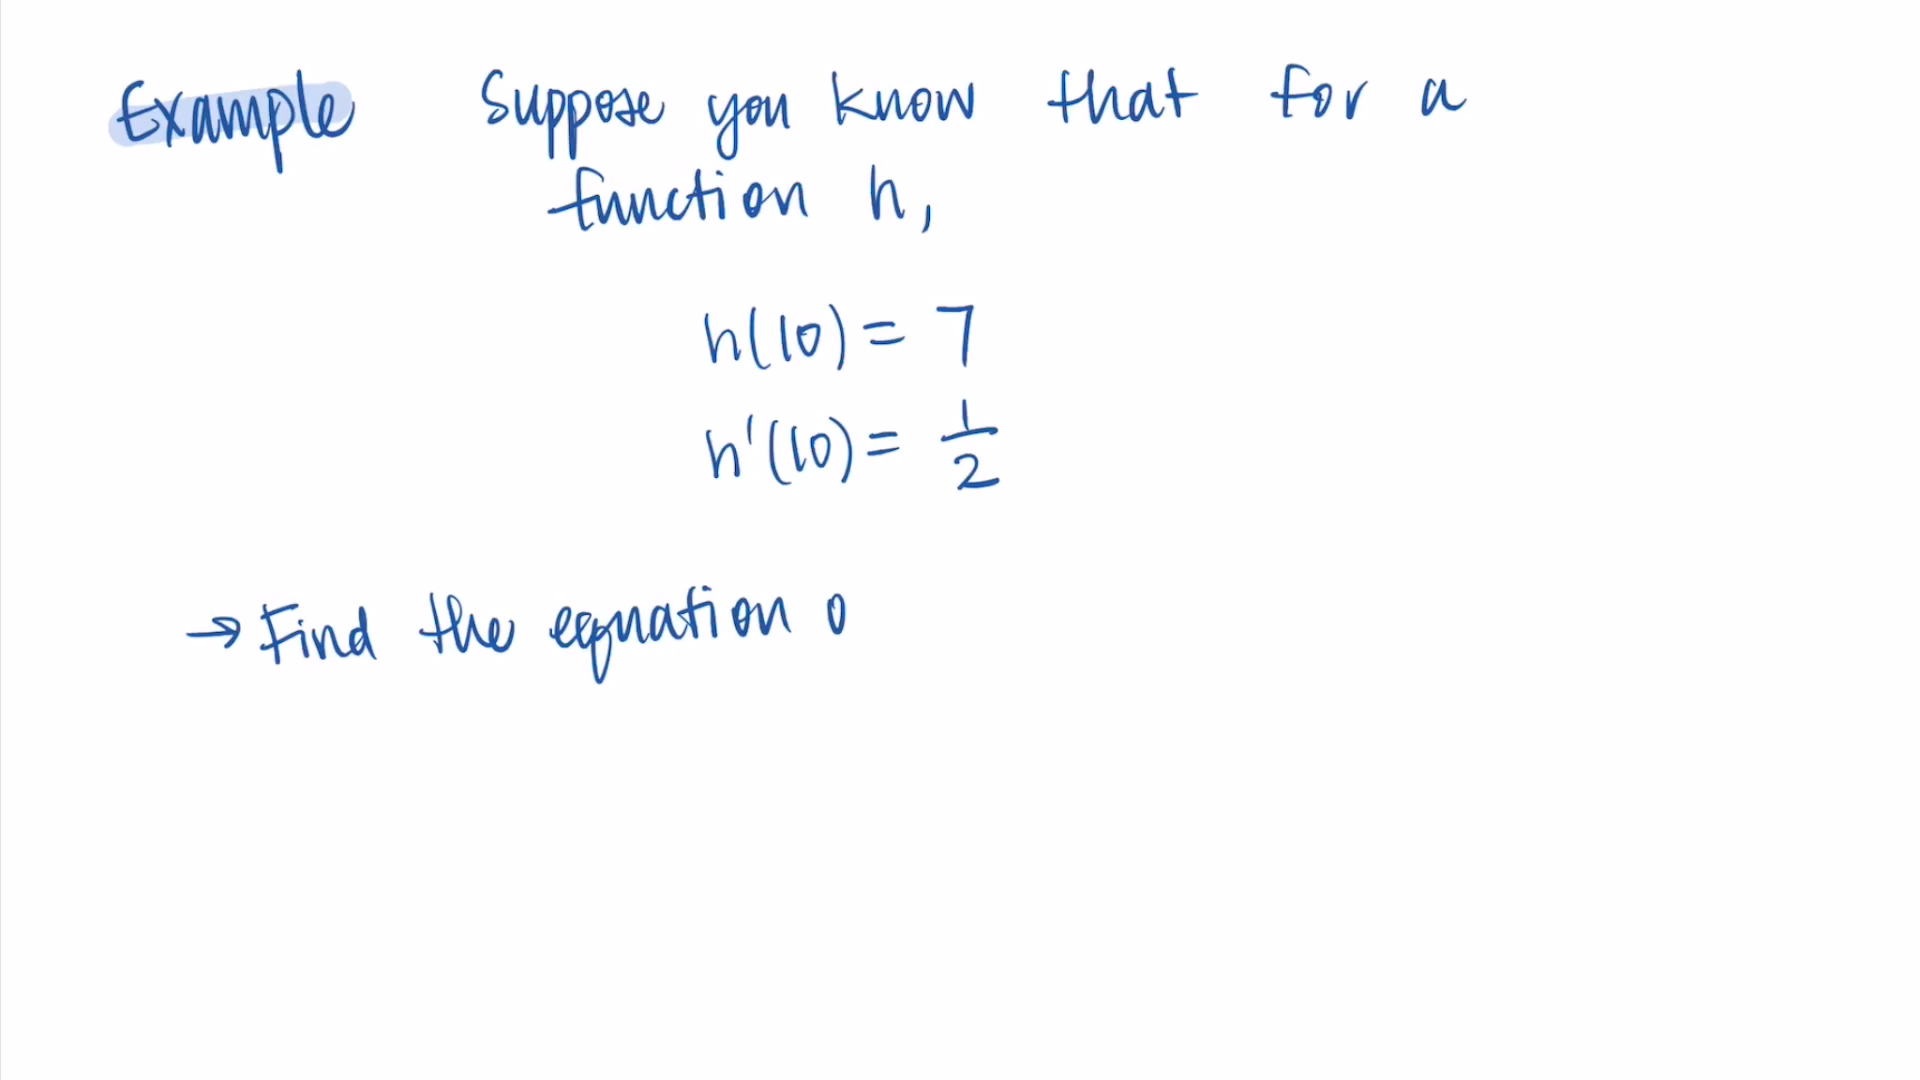 Example Suppose you know that for a
function h,
h(10) = 7
h'(10) = 1/2
→ Find the equation o